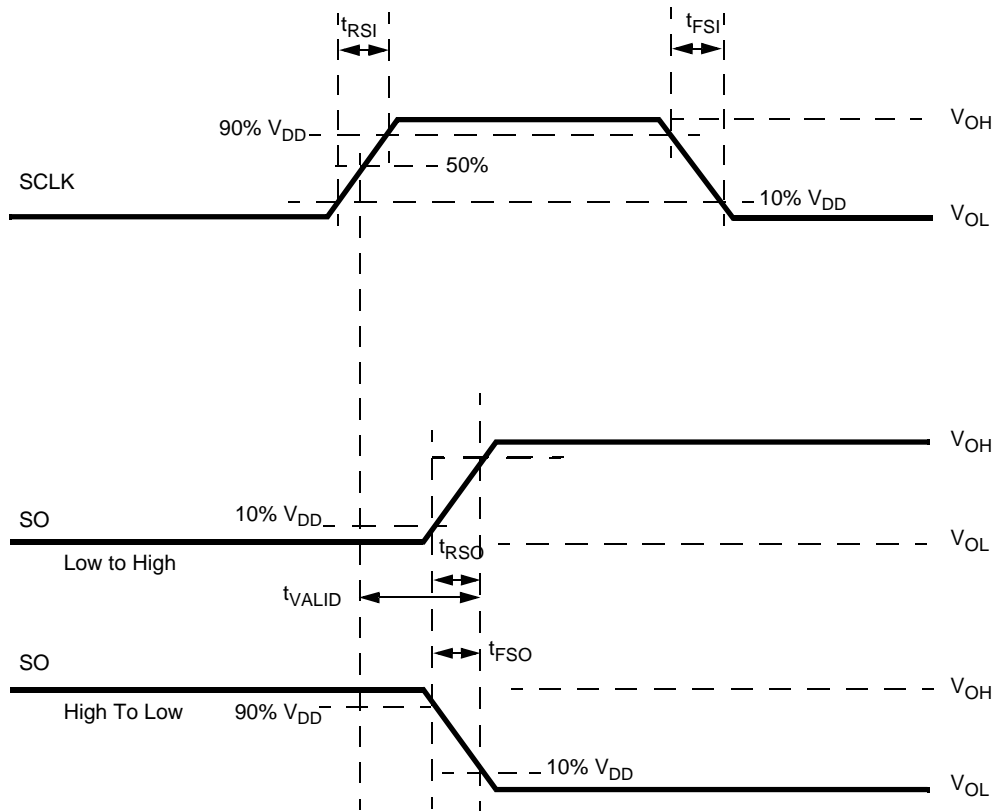 tRSI
tFSI
90% VDD
VOH
50%
SCLK
10% VDD
VOL
VOH
10% VDD
SO
Low to High
tRSO
VOL
tVALID
SO
tFSO
VOH
High To Low
90% VDD
10% VDD
VOL